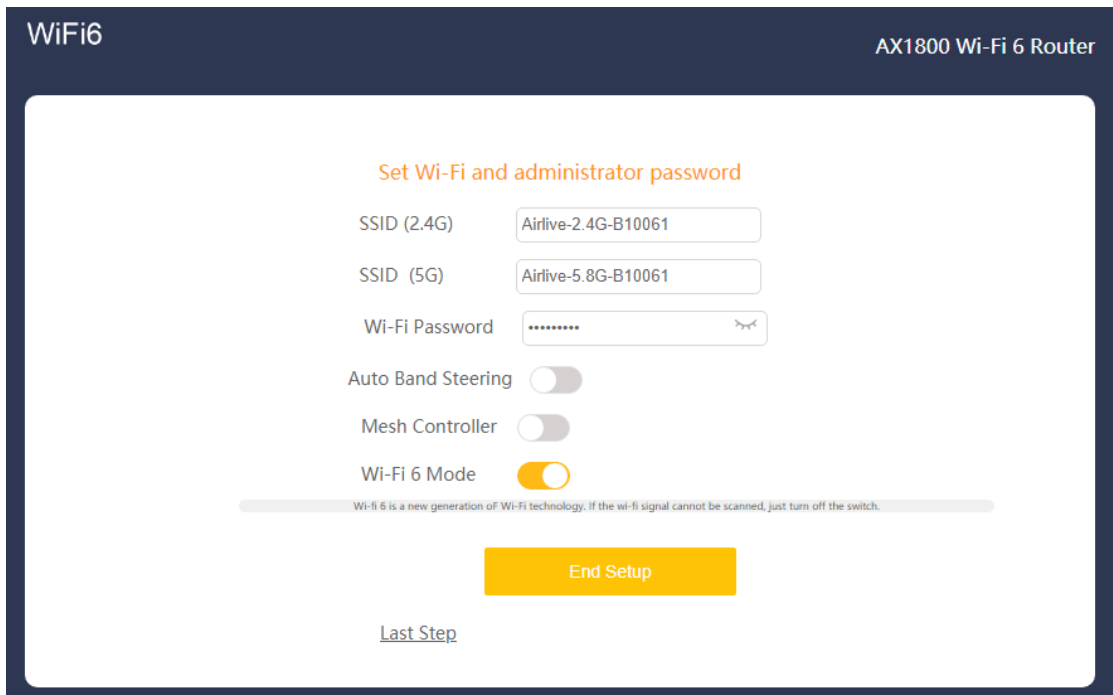 WiFi6
AX1800 Wi-Fi 6 Router
Set Wi-Fi and administrator password
SSID (2.4G) Airlive-2.4G-B10061
SSID (5G) Airlive-5.8G-B10061
Wi-Fi Password •••••••••
Auto Band Steering
Mesh Controller
Wi-Fi 6 Mode
Wi-fi 6 is a new generation oF Wi-Fi technology. If the wi-fi signal cannot be scanned, just turn off the switch.
End Setup
Last Step